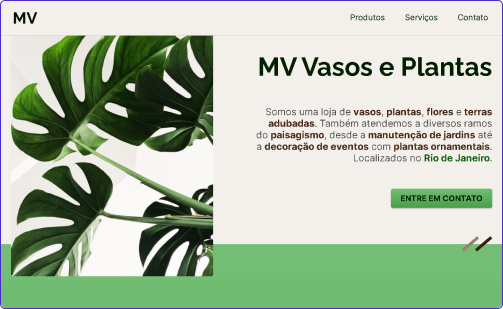 MV
Produtos Serviços Contato
MV Vasos e Plantas
Somos uma loja de vasos, plantas, flores e terras
adubadas. Também atendemos a diversos ramos
do paisagismo, desde a manutenção de jardins até
a decoração de eventos com plantas ornamentais.
Localizados no Rio de Janeiro.
ENTRE EM CONTATO